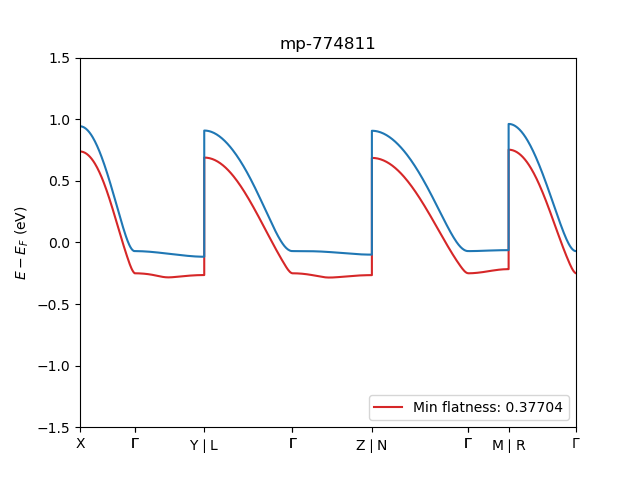 mp-774811
E − E_F (eV)
1.5
1.0
0.5
0.0
−0.5
−1.0
−1.5
Min flatness: 0.37704
X Γ Y | L Γ Z | N Γ M | R Γ